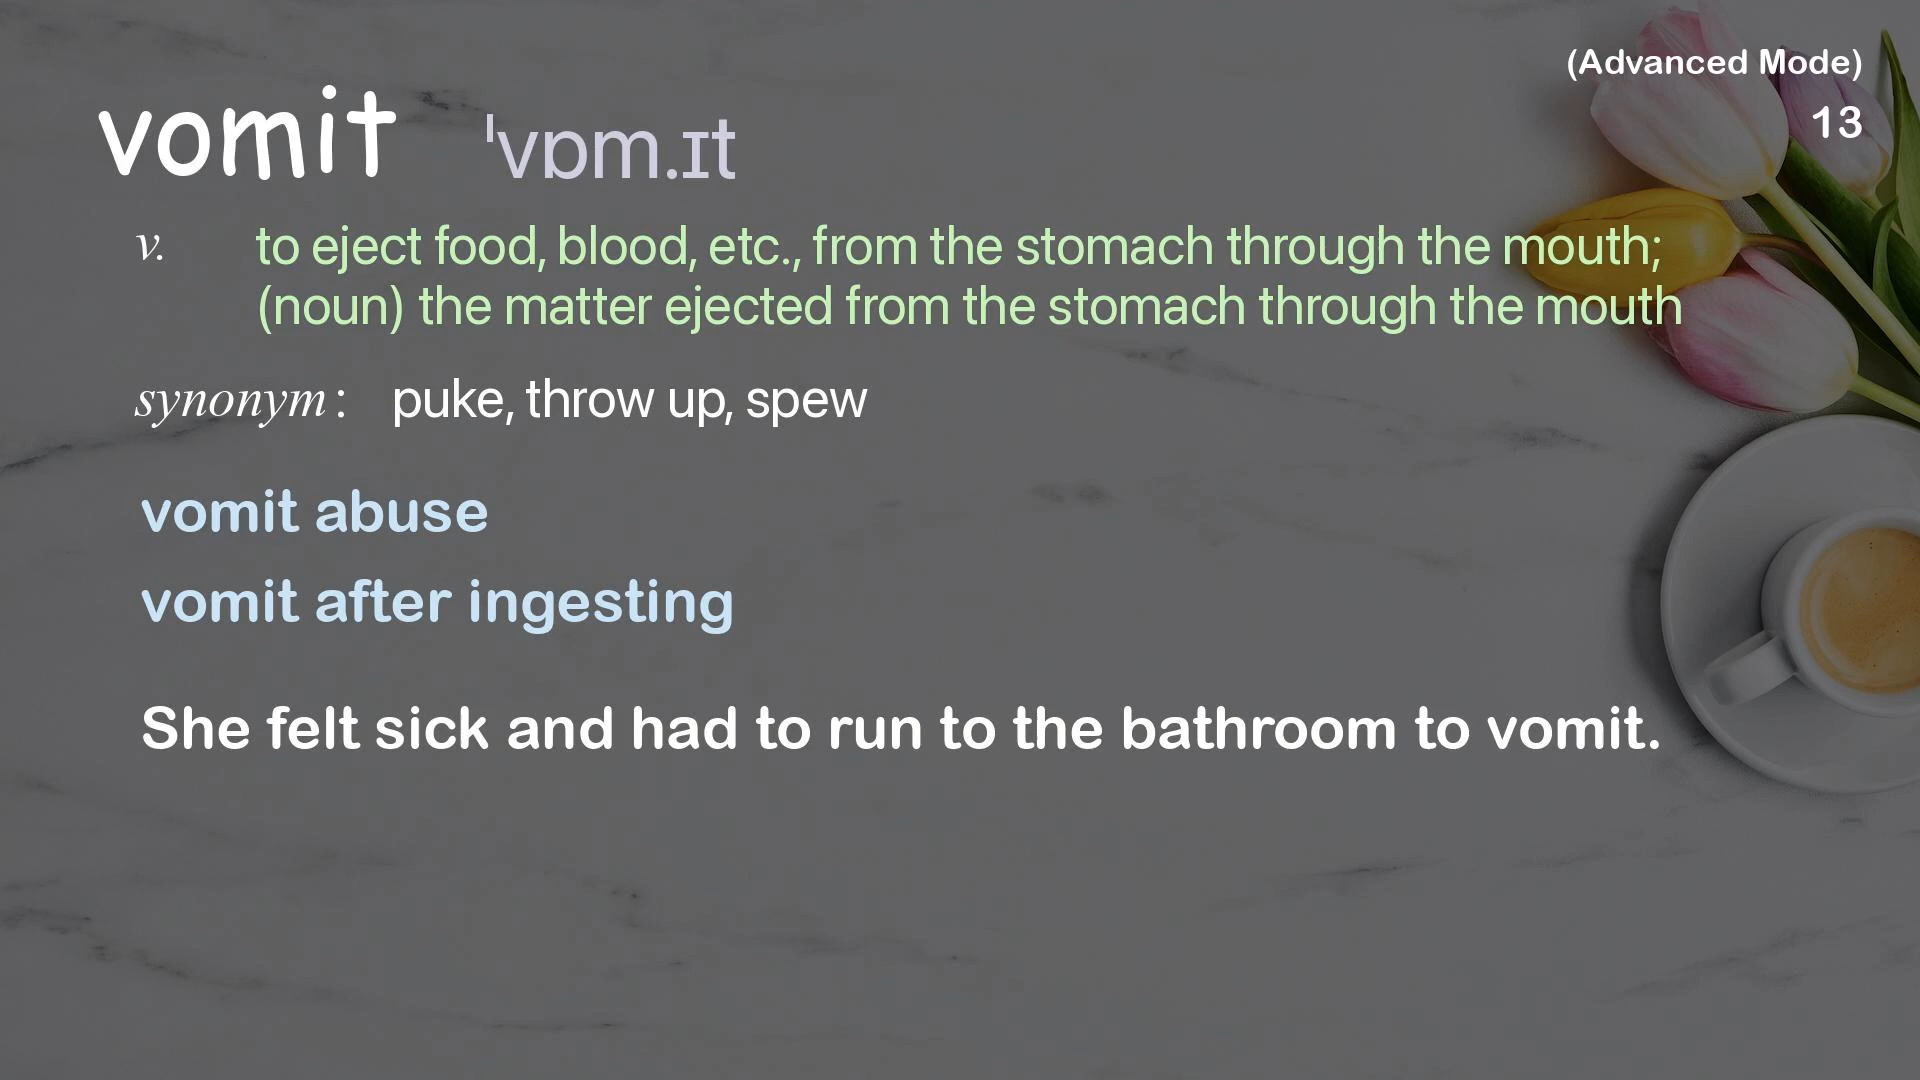 (Advanced Mode)
13
vomit ˈvɒm.ɪt
v. to eject food, blood, etc., from the stomach through the mouth;
(noun) the matter ejected from the stomach through the mouth
synonym : puke, throw up, spew
vomit abuse
vomit after ingesting
She felt sick and had to run to the bathroom to vomit.